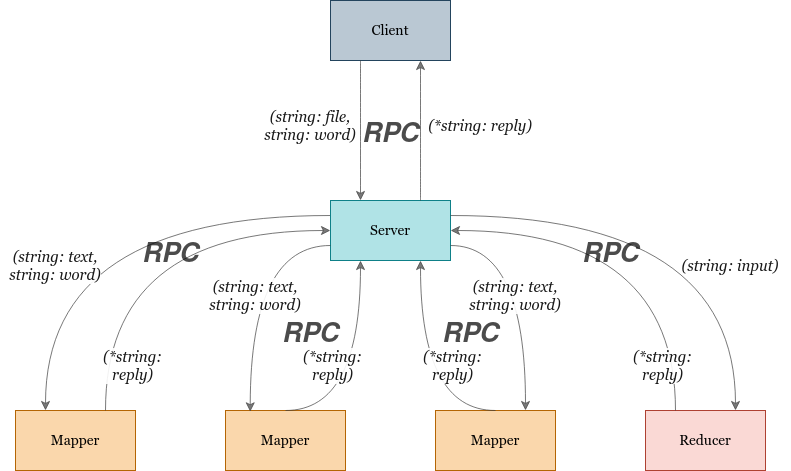 Client
(string: file,
string: word)
RPC
(*string: reply)
Server
(string: text,
string: word)
RPC
RPC
(string: input)
(string: text,
string: word)
(string: text,
string: word)
RPC
RPC
(*string:
reply)
(*string:
reply)
(*string:
reply)
(*string:
reply)
Mapper
Mapper
Mapper
Reducer